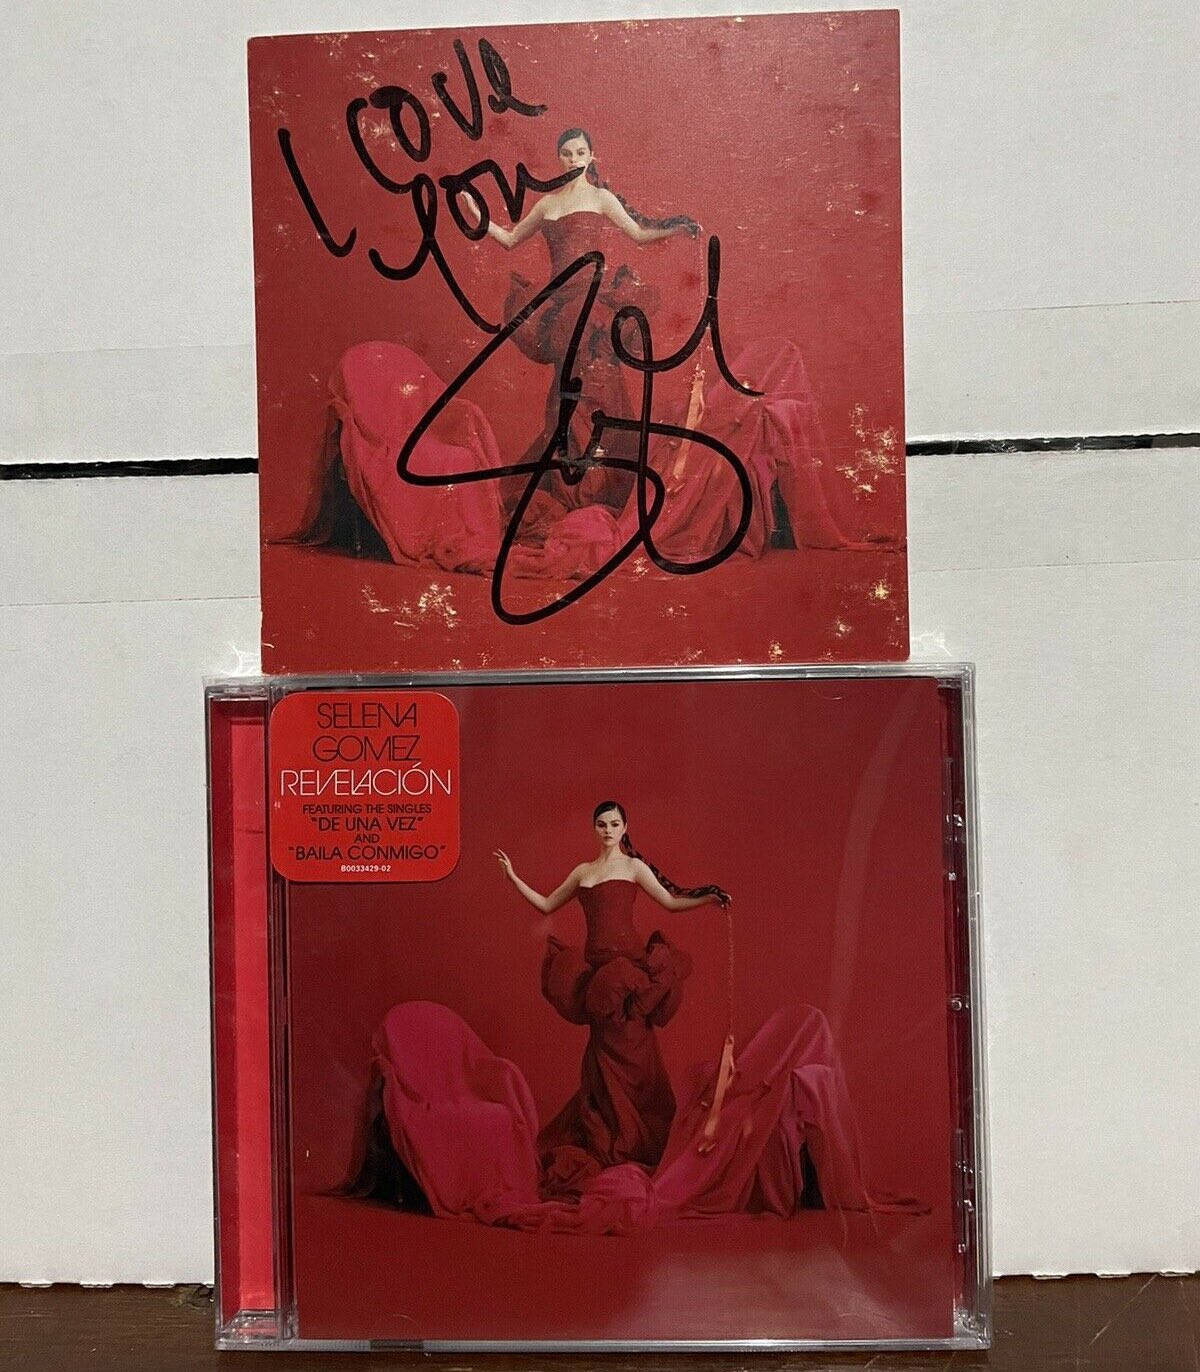 I Love
You
SELENA
GOMEZ
REVELACIÓN
FEATURING THE SINGLES
"DE UNA VEZ"
AND
"BAILA CONMIGO"
B0033429-02